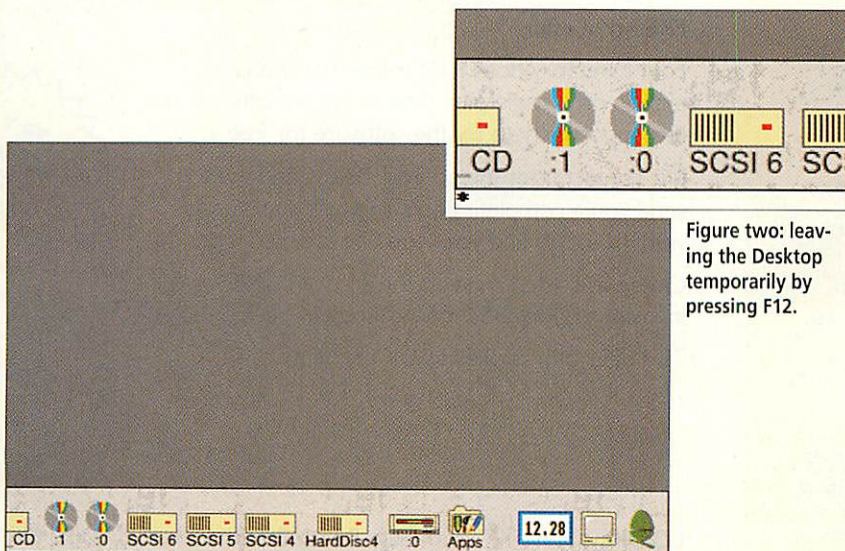 CD :1 :0 SCSI 6 SC
*
Figure two: leav-
ing the Desktop
temporarily by
pressing F12.
12.28
CD :1 :0 SCSI 6 SCSI 5 SCSI 4 HardDisc4 :0 Apps